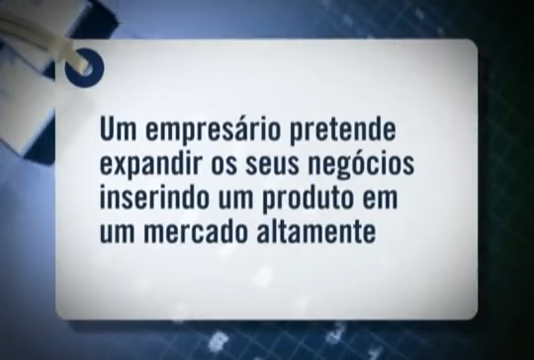 Um empresário pretende
expandir os seus negócios
inserindo um produto em
um mercado altamente